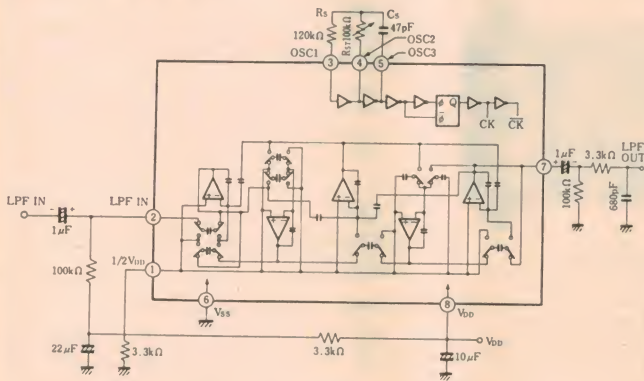 Rs
120kΩ
RST 100kΩ
Cs
47pF
OSC1
OSC2
OSC3
3
4
5
Q
φ
φ̅
CK
C̅K̅
7
1μF
3.3kΩ
LPF
OUT
100kΩ
680pF
LPF IN
- +
1μF
LPF IN
2
1/2VDD
1
100kΩ
6
VSS
8
VDD
22μF
3.3kΩ
3.3kΩ
VDD
10μF